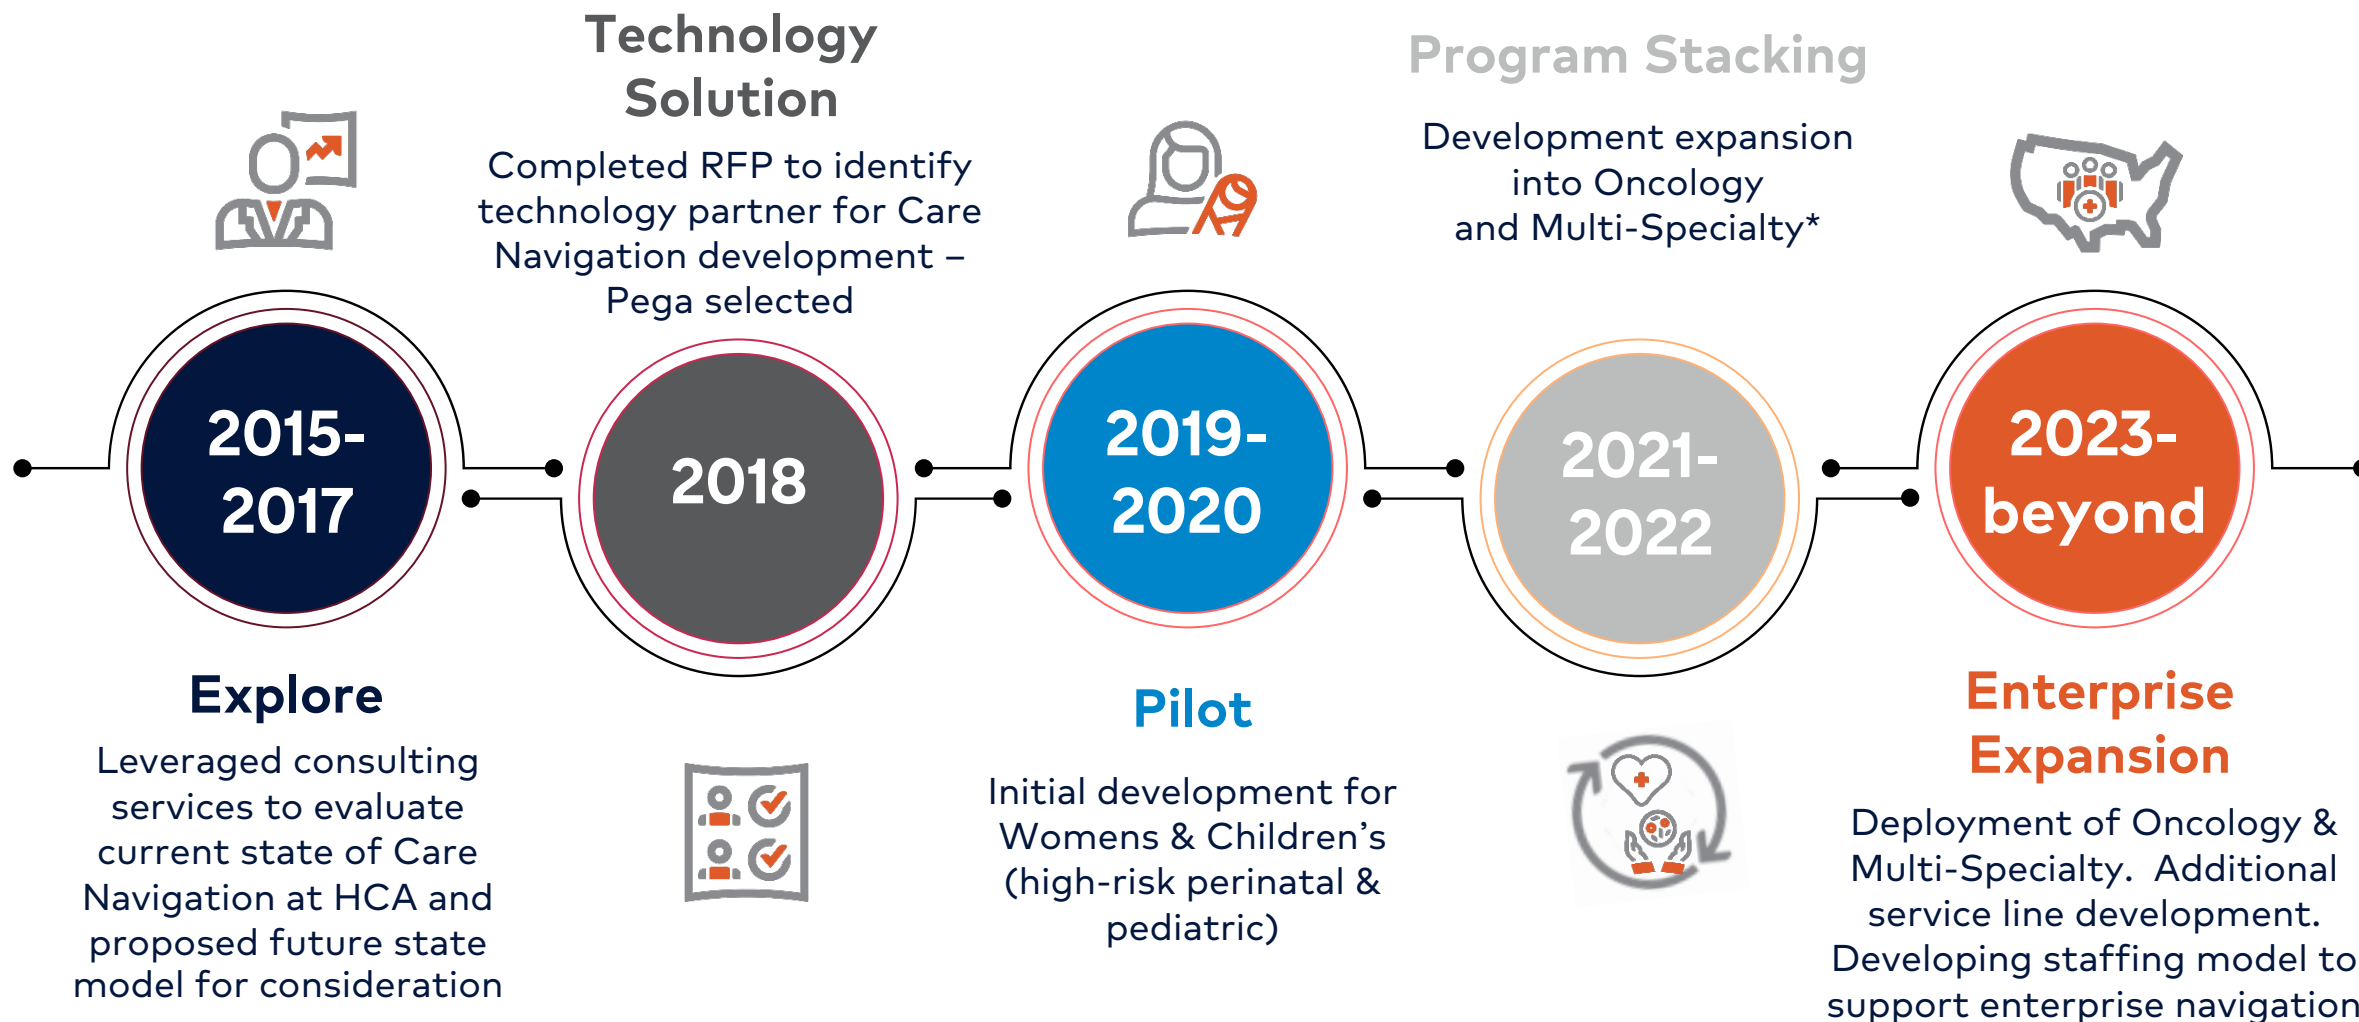 2015-
2017
Explore
Leveraged consulting
services to evaluate
current state of Care
Navigation at HCA and
proposed future state
model for consideration
Technology
Solution
Completed RFP to identify
technology partner for Care
Navigation development –
Pega selected
2018
2019-
2020
Pilot
Initial development for
Womens & Children's
(high-risk perinatal &
pediatric)
Program Stacking
Development expansion
into Oncology
and Multi-Specialty*
2021-
2022
2023-
beyond
Enterprise
Expansion
Deployment of Oncology &
Multi-Specialty.  Additional
service line development.
Developing staffing model to
support enterprise navigation